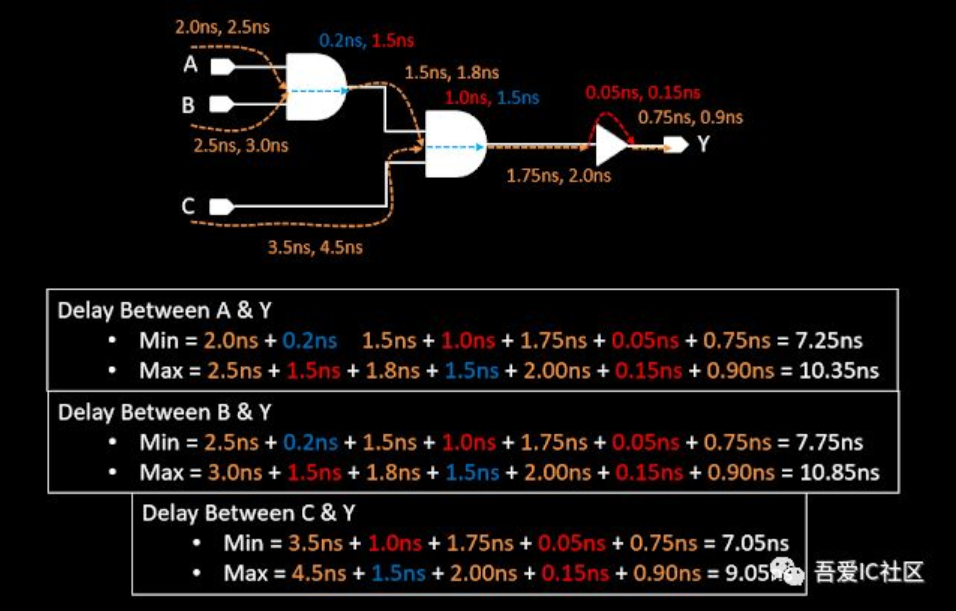 2.0ns, 2.5ns
0.2ns, 1.5ns
A
1.5ns, 1.8ns
B
1.0ns, 1.5ns
0.05ns, 0.15ns
0.75ns, 0.9ns
Y
2.5ns, 3.0ns
1.75ns, 2.0ns
C
3.5ns, 4.5ns
Delay Between A & Y
• Min = 2.0ns + 0.2ns 1.5ns + 1.0ns + 1.75ns + 0.05ns + 0.75ns = 7.25ns
• Max = 2.5ns + 1.5ns + 1.8ns + 1.5ns + 2.00ns + 0.15ns + 0.90ns = 10.35ns
Delay Between B & Y
• Min = 2.5ns + 0.2ns + 1.5ns + 1.0ns + 1.75ns + 0.05ns + 0.75ns = 7.75ns
• Max = 3.0ns + 1.5ns + 1.8ns + 1.5ns + 2.00ns + 0.15ns + 0.90ns = 10.85ns
Delay Between C & Y
• Min = 3.5ns + 1.0ns + 1.75ns + 0.05ns + 0.75ns = 7.05ns
• Max = 4.5ns + 1.5ns + 2.00ns + 0.15ns + 0.90ns = 9.05ns
吾爱IC社区